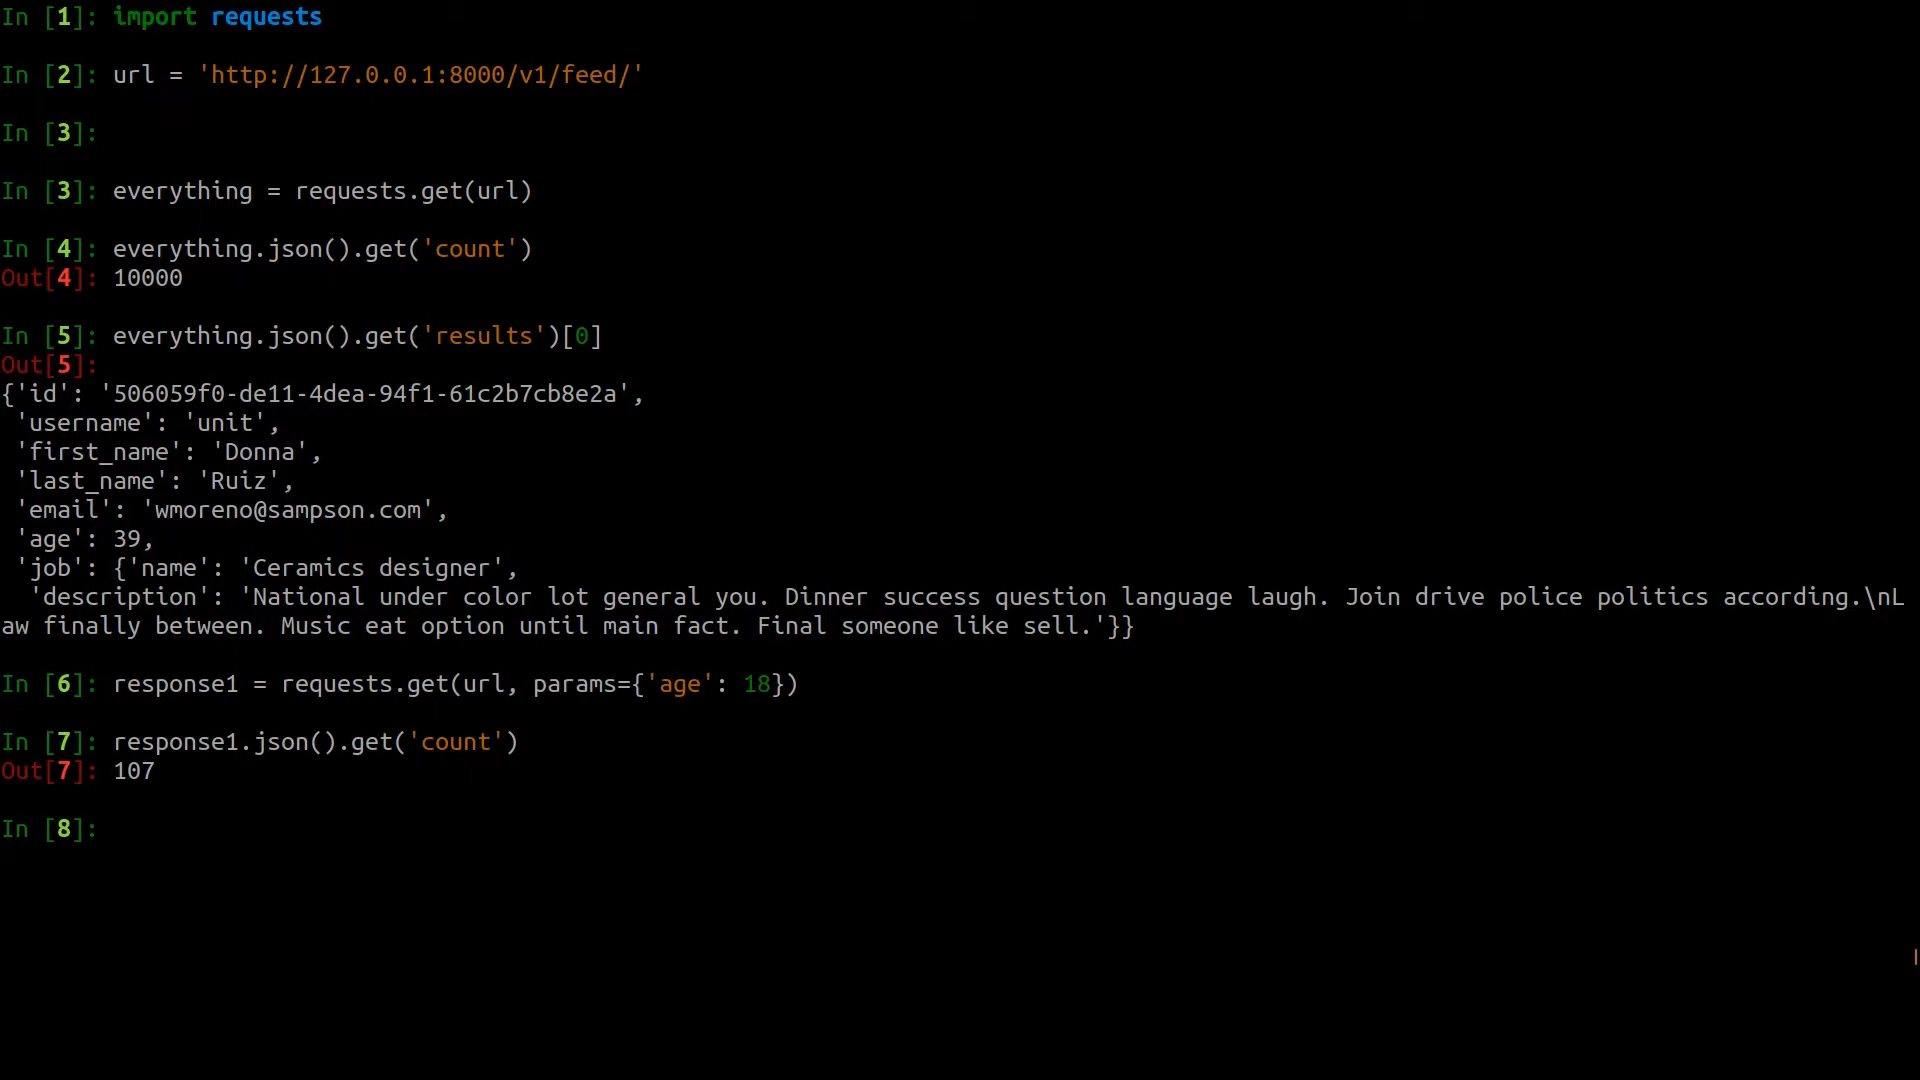 In [1]: import requests
In [2]: url = 'http://127.0.0.1:8000/v1/feed/'
In [3]:
In [3]: everything = requests.get(url)
In [4]: everything.json().get('count')
Out[4]: 10000
In [5]: everything.json().get('results')[0]
Out[5]:
{'id': '506059f0-de11-4dea-94f1-61c2b7cb8e2a',
 'username': 'unit',
 'first_name': 'Donna',
 'last_name': 'Ruiz',
 'email': 'wmoreno@sampson.com',
 'age': 39,
 'job': {'name': 'Ceramics designer',
  'description': 'National under color lot general you. Dinner success question language laugh. Join drive police politics according.\nL
aw finally between. Music eat option until main fact. Final someone like sell.'}}
In [6]: response1 = requests.get(url, params={'age': 18})
In [7]: response1.json().get('count')
Out[7]: 107
In [8]: